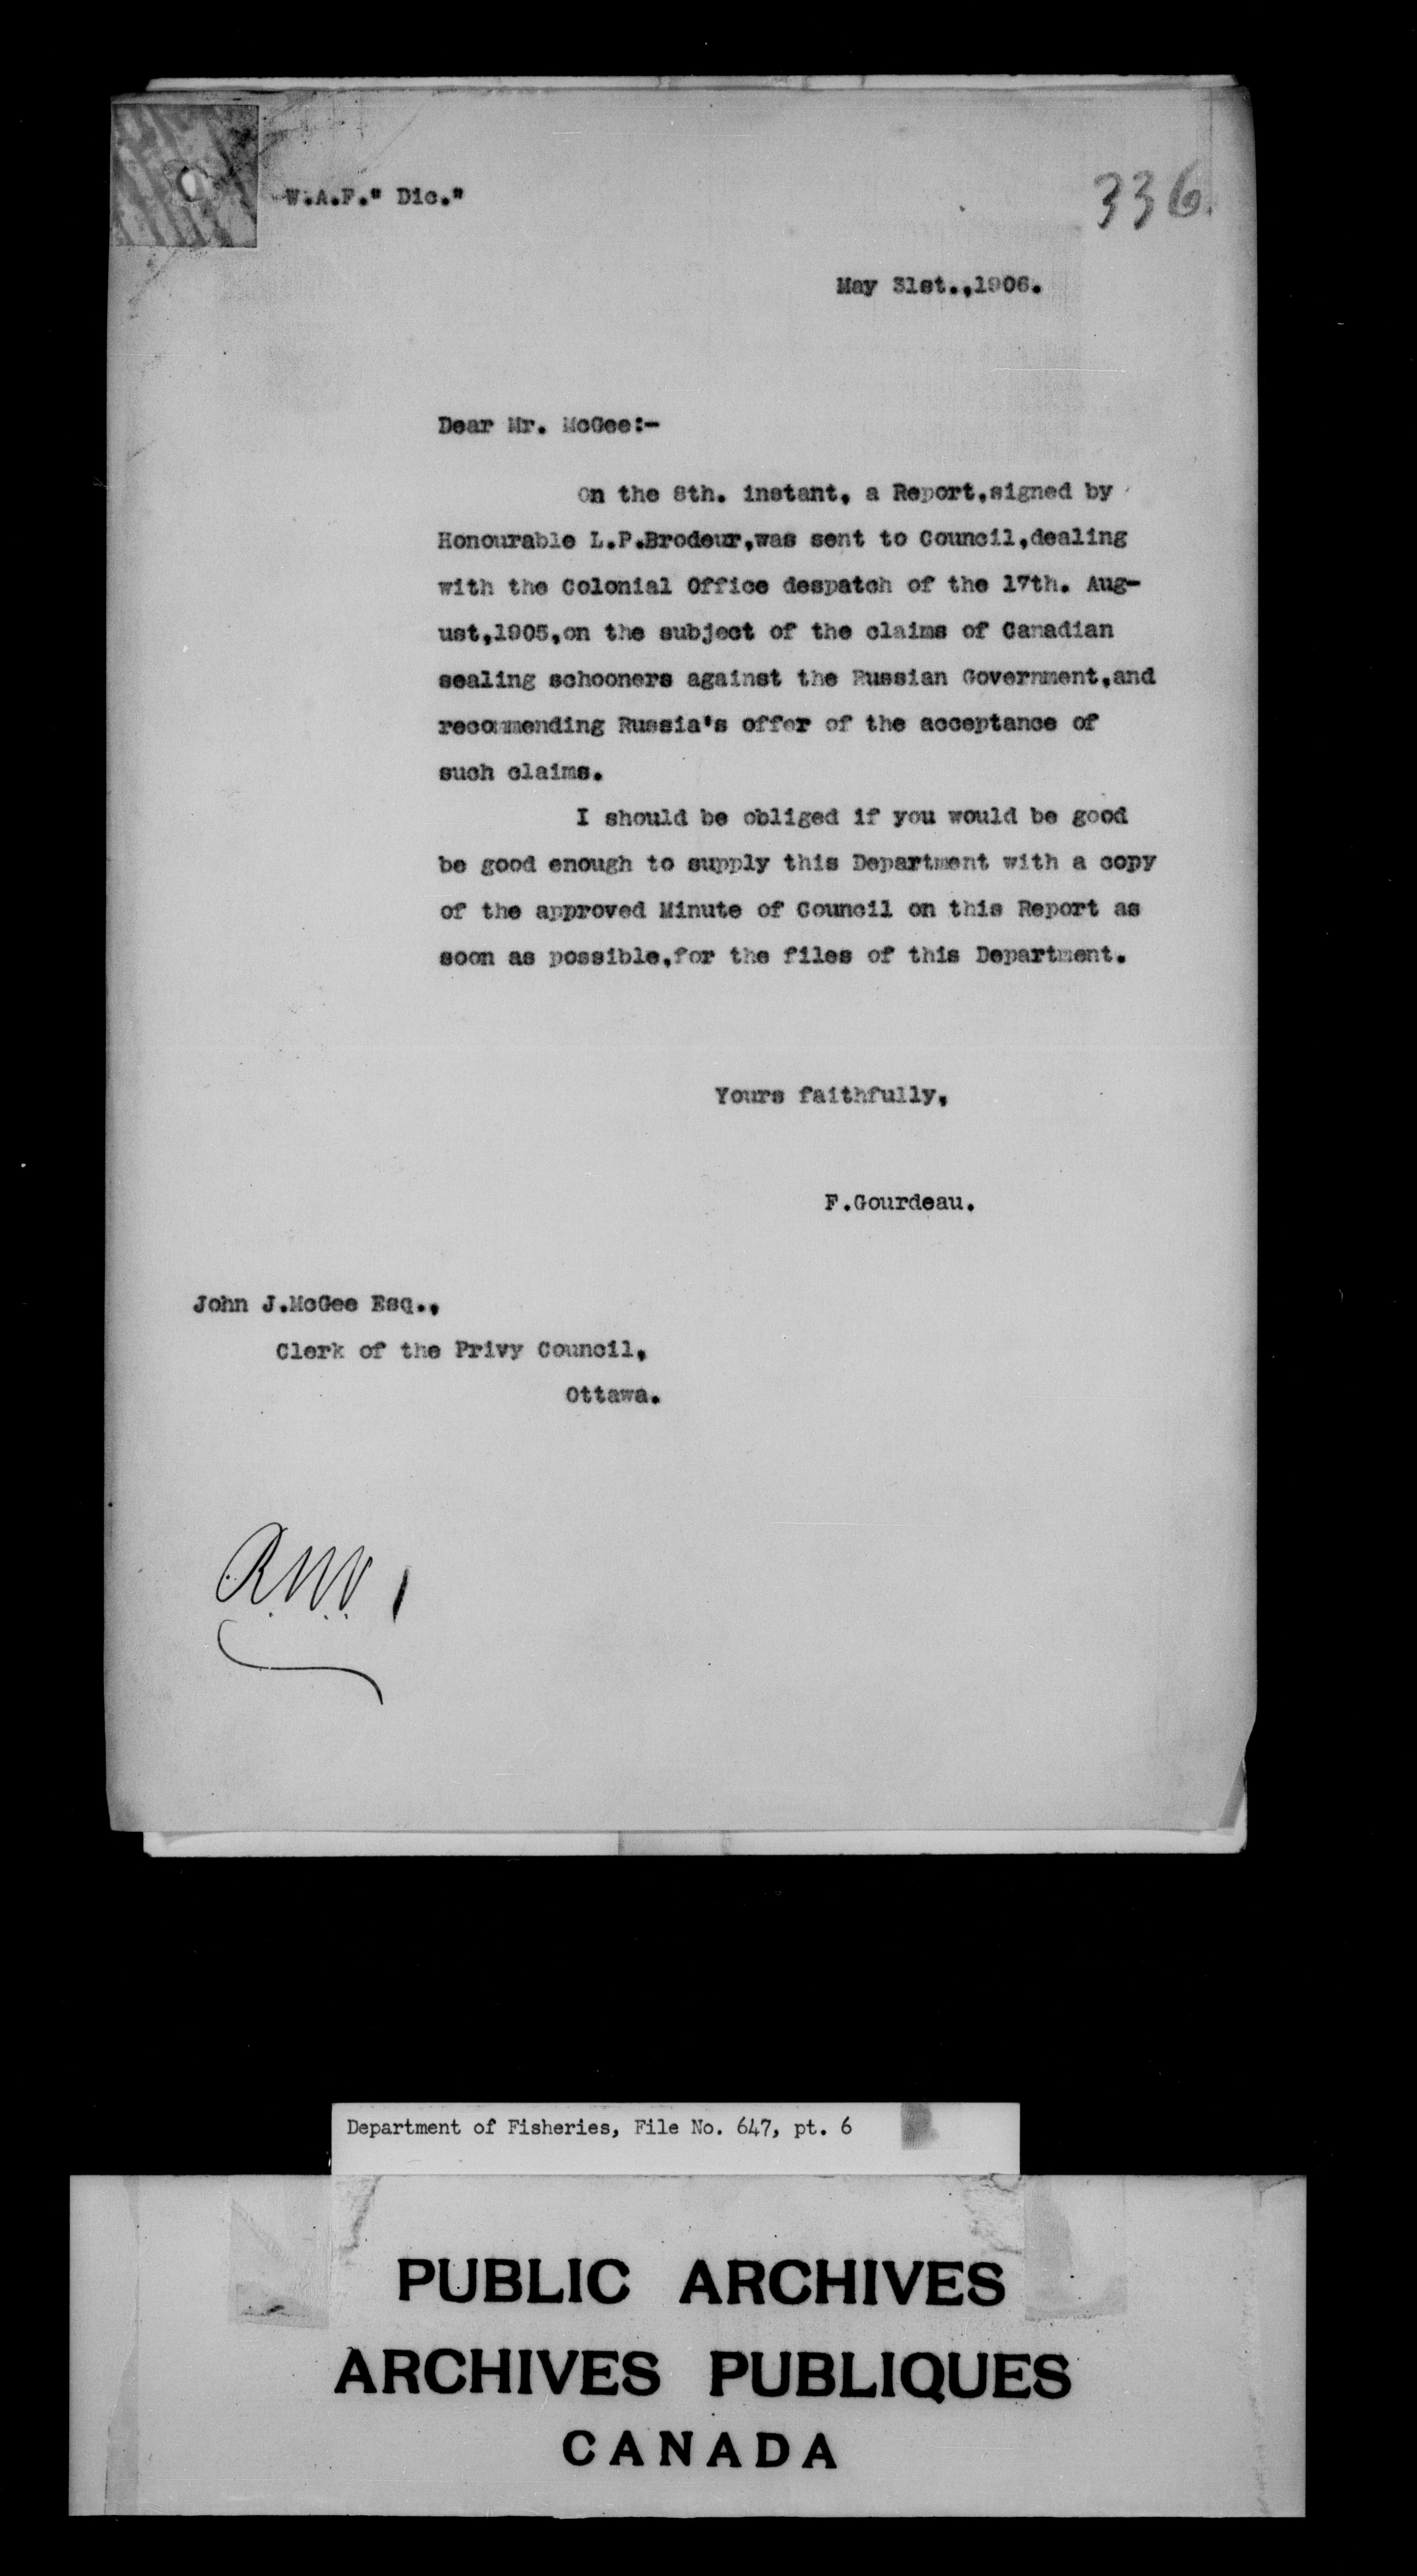 W.A.F." Dic."
336.
May 31st.,1906.
Dear Mr. McGee:-
On the 8th. instant, a Report,signed by
Honourable L.P.Brodeur,was sent to Council,dealing
with the Colonial Office despatch of the 17th. Aug-
ust,1905,on the subject of the claims of Canadian
sealing schooners against the Russian Government,and
recommending Russia's offer of the acceptance of
such claims.
I should be obliged if you would be good
be good enough to supply this Department with a copy
of the approved Minute of Council on this Report as
soon as possible,for the files of this Department.
Yours faithfully,
F.Gourdeau.
John J.McGee Esq.,
Clerk of the Privy Council,
Ottawa.
Department of Fisheries, File No. 647, pt. 6
PUBLIC ARCHIVES
ARCHIVES PUBLIQUES
CANADA